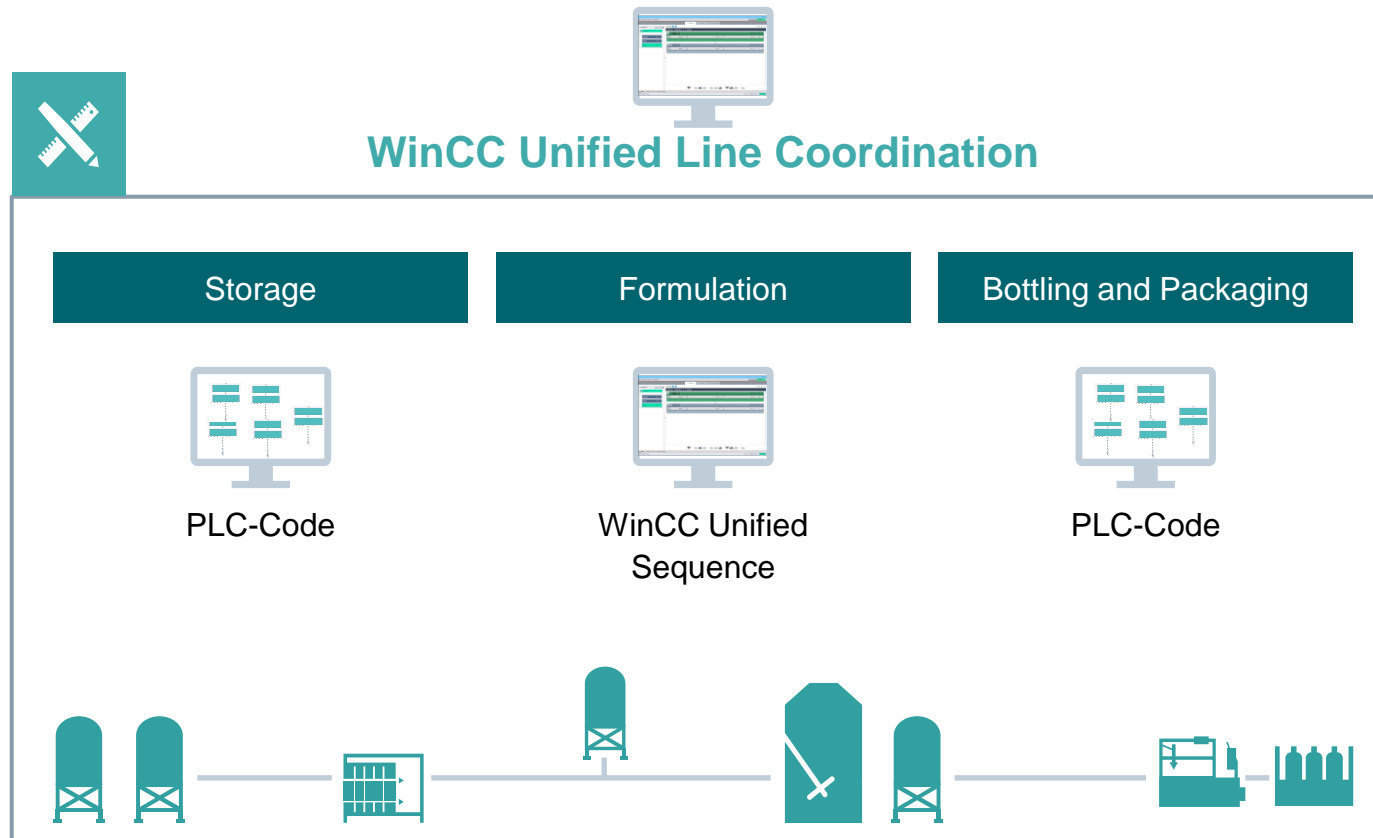 WinCC Unified Line Coordination
Storage
Formulation
Bottling and Packaging
PLC-Code
WinCC Unified
Sequence
PLC-Code